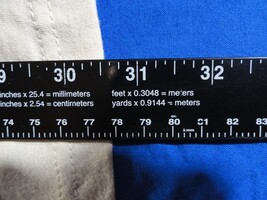 9 30 31 32
inches x 25.4 = millimeters feet x 0.3048 = meters
inches x 2.54 = centimeters yards x 0.9144 = meters
74 75 76 77 78 79 80 81 82 83